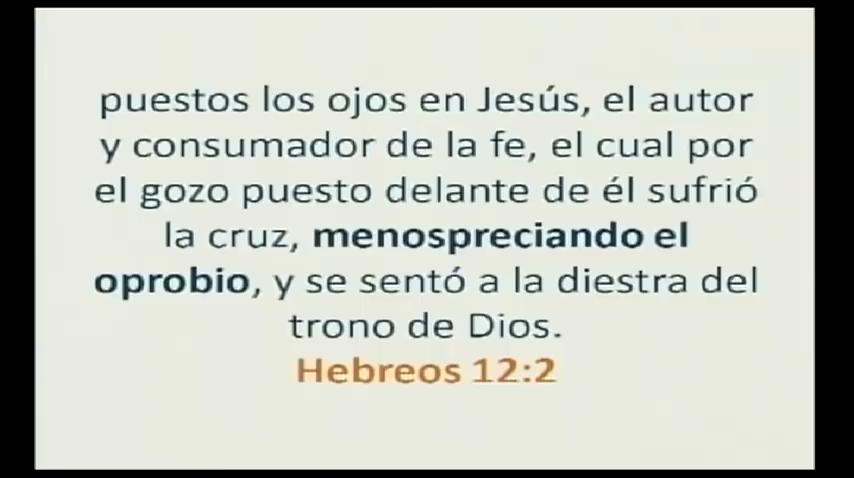 puestos los ojos en Jesús, el autor
y consumador de la fe, el cual por
el gozo puesto delante de él sufrió
la cruz, menospreciando el
oprobio, y se sentó a la diestra del
trono de Dios.
Hebreos 12:2